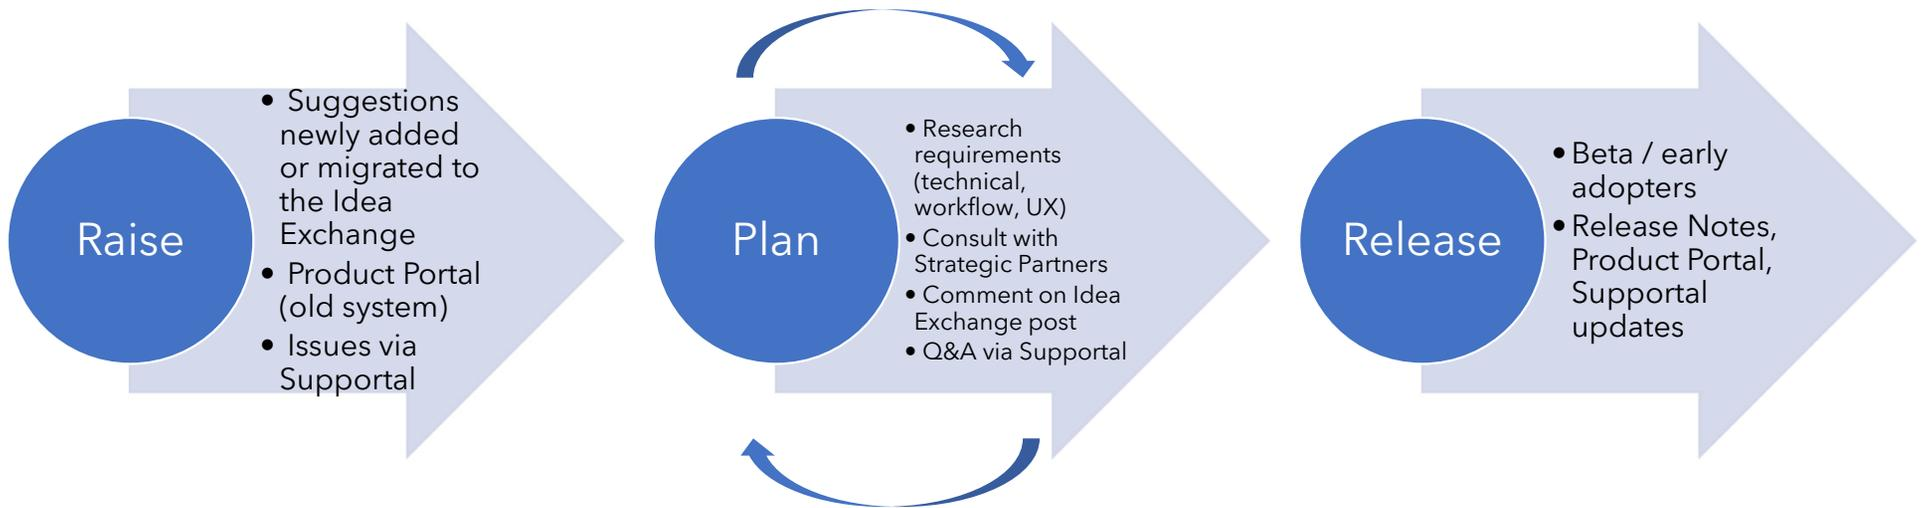 Raise
• Suggestions
newly added
or migrated to
the Idea
Exchange
• Product Portal
(old system)
• Issues via
Supportal
Plan
• Research
requirements
(technical,
workflow, UX)
• Consult with
Strategic Partners
• Comment on Idea
Exchange post
• Q&A via Supportal
Release
• Beta / early
adopters
• Release Notes,
Product Portal,
Supportal
updates